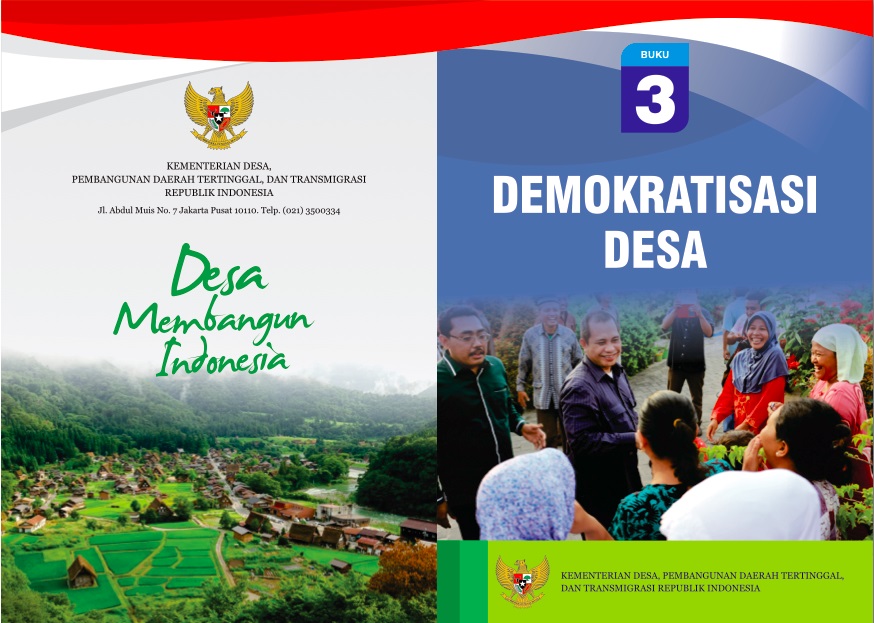 KEMENTERIAN DESA,
PEMBANGUNAN DAERAH TERTINGGAL, DAN TRANSMIGRASI
REPUBLIK INDONESIA
Jl. Abdul Muis No. 7 Jakarta Pusat 10110. Telp. (021) 3500334
Desa
Membangun
Indonesia
BUKU
3
DEMOKRATISASI
DESA
KEMENTERIAN DESA, PEMBANGUNAN DAERAH TERTINGGAL,
DAN TRANSMIGRASI REPUBLIK INDONESIA